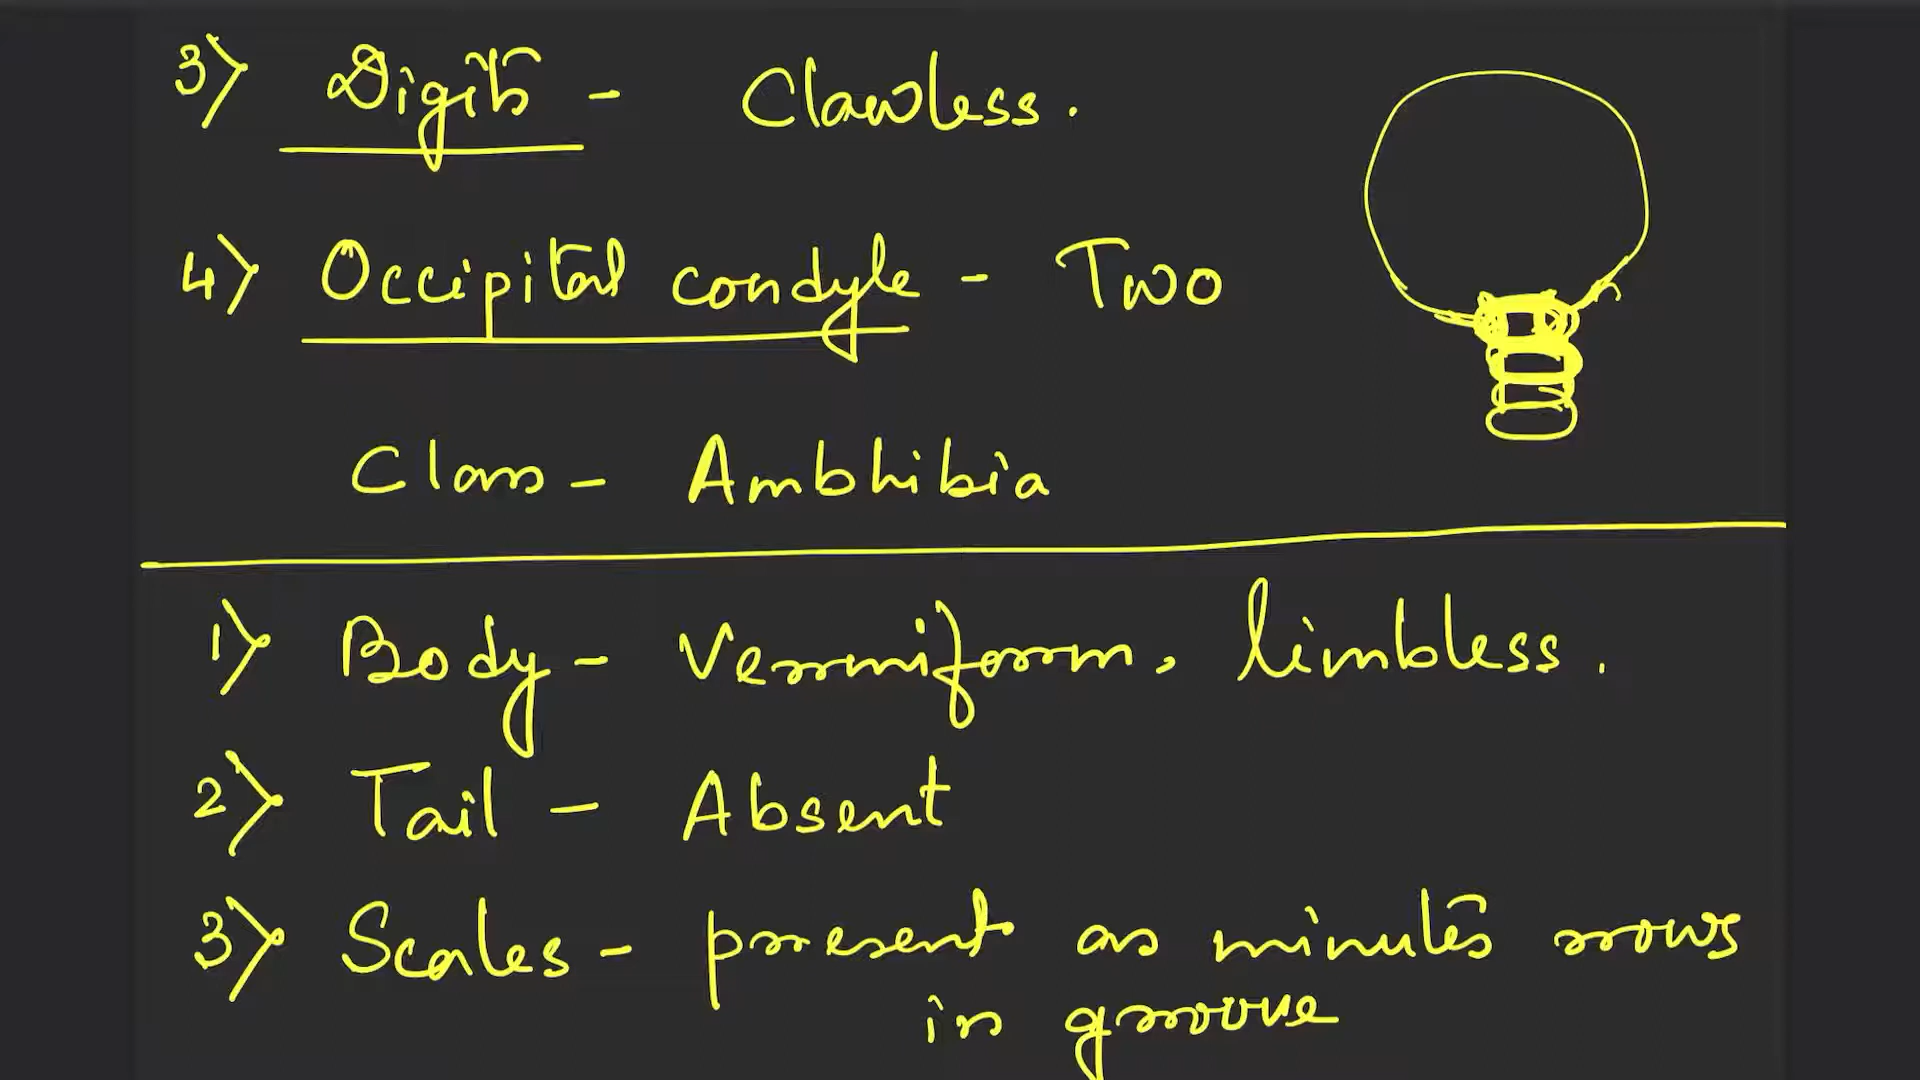 3) Digits - Clawless.
4) Occipital condyle - Two
Class - Ambhibia
1) Body - Vermiform, limbless.
2) Tail - Absent
3) Scales - present as minutes rows
in groove